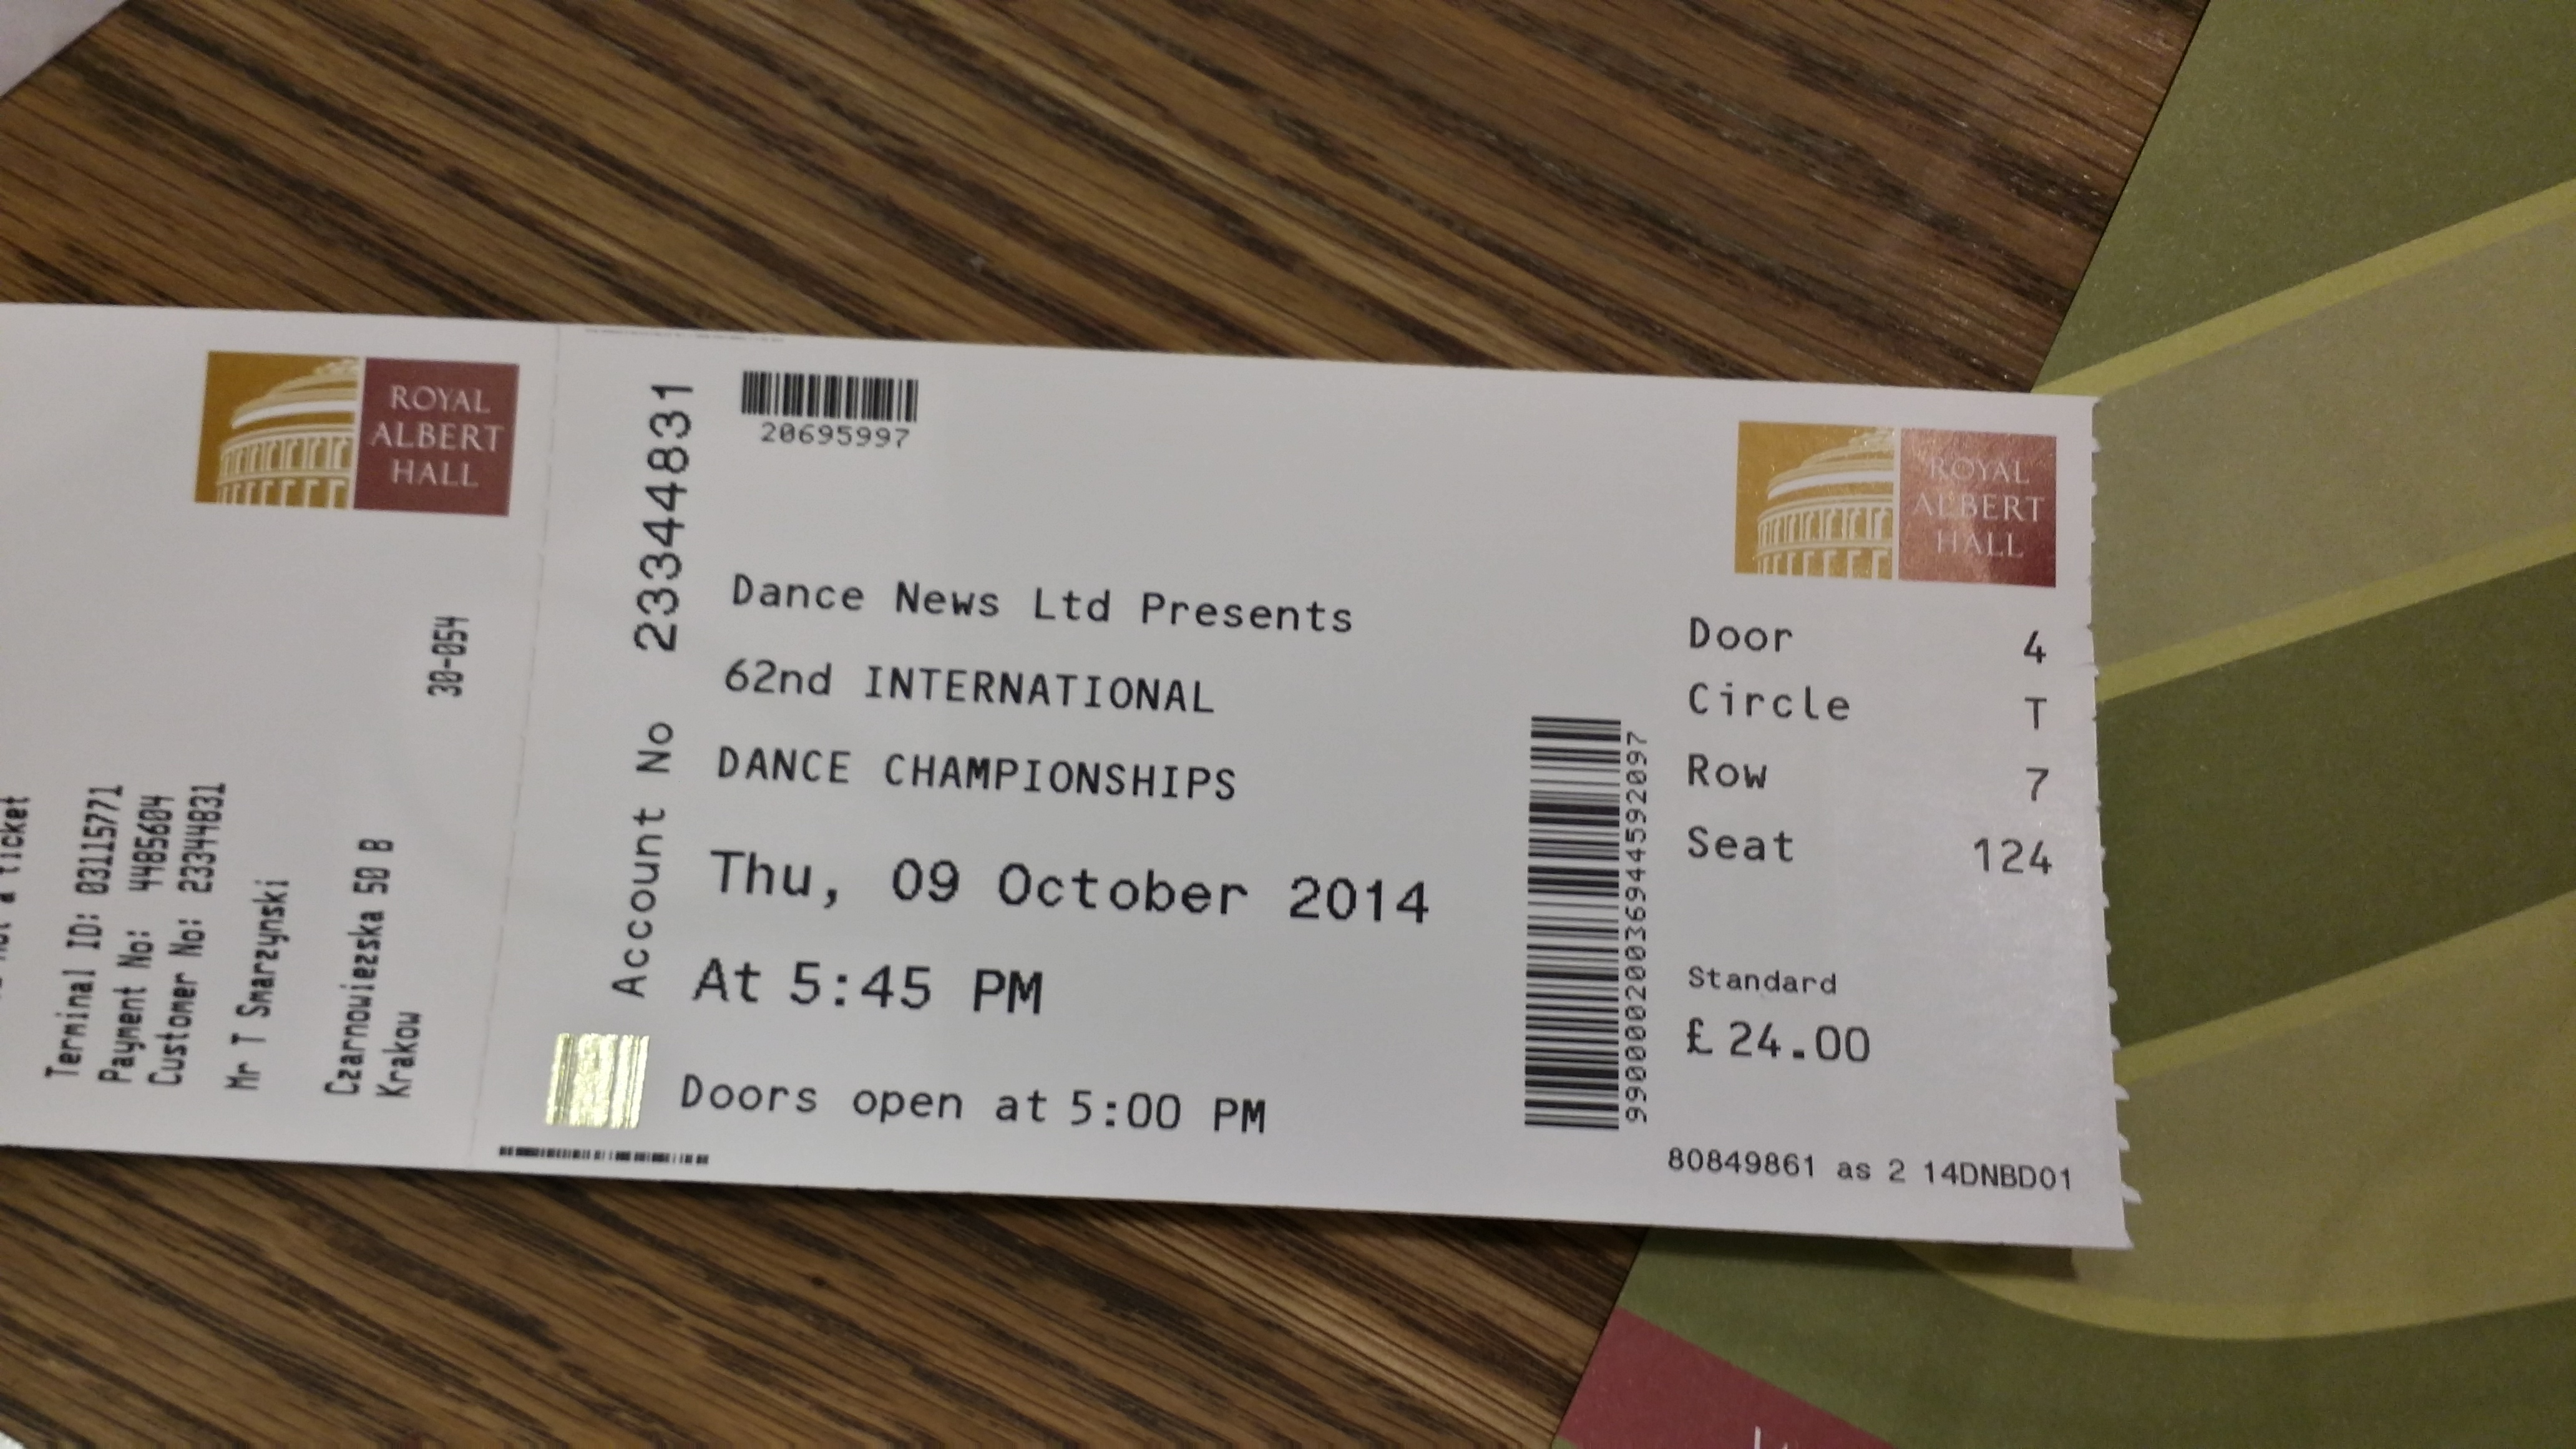 ROYAL
ALBERT
HALL
a ticket
Terminal ID: 03115771
Payment No: 4485604
Customer No: 23344831
Mr T Smarzynski
Czarnowiezska 50 B
Krakow
30-054
Account No 23344831
20695997
Dance News Ltd Presents
62nd INTERNATIONAL
DANCE CHAMPIONSHIPS
Thu, 09 October 2014
At 5:45 PM
Doors open at 5:00 PM
990000020036944592097
ROYAL
ALBERT
HALL
Door 4
Circle T
Row 7
Seat 124
Standard
£ 24.00
80849861 as 2 14DNBD01